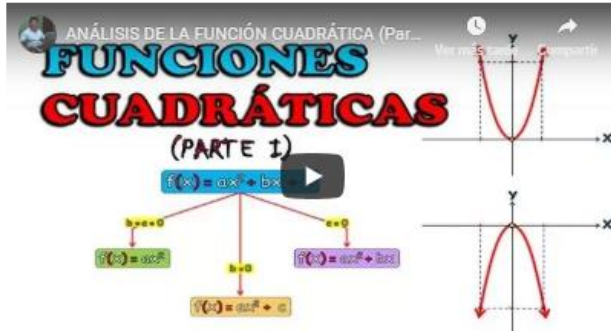 ANÁLISIS DE LA FUNCIÓN CUADRÁTICA (Par...
Ver más tarde
Compartir
FUNCIONES
CUADRÁTICAS
(PARTE I)
f(x) = ax² + bx +
b=c=0
c=0
b=0
f(x) = ax²
f(x) = ax² + bx
f(x) = ax² + c
Y
X
Y
X